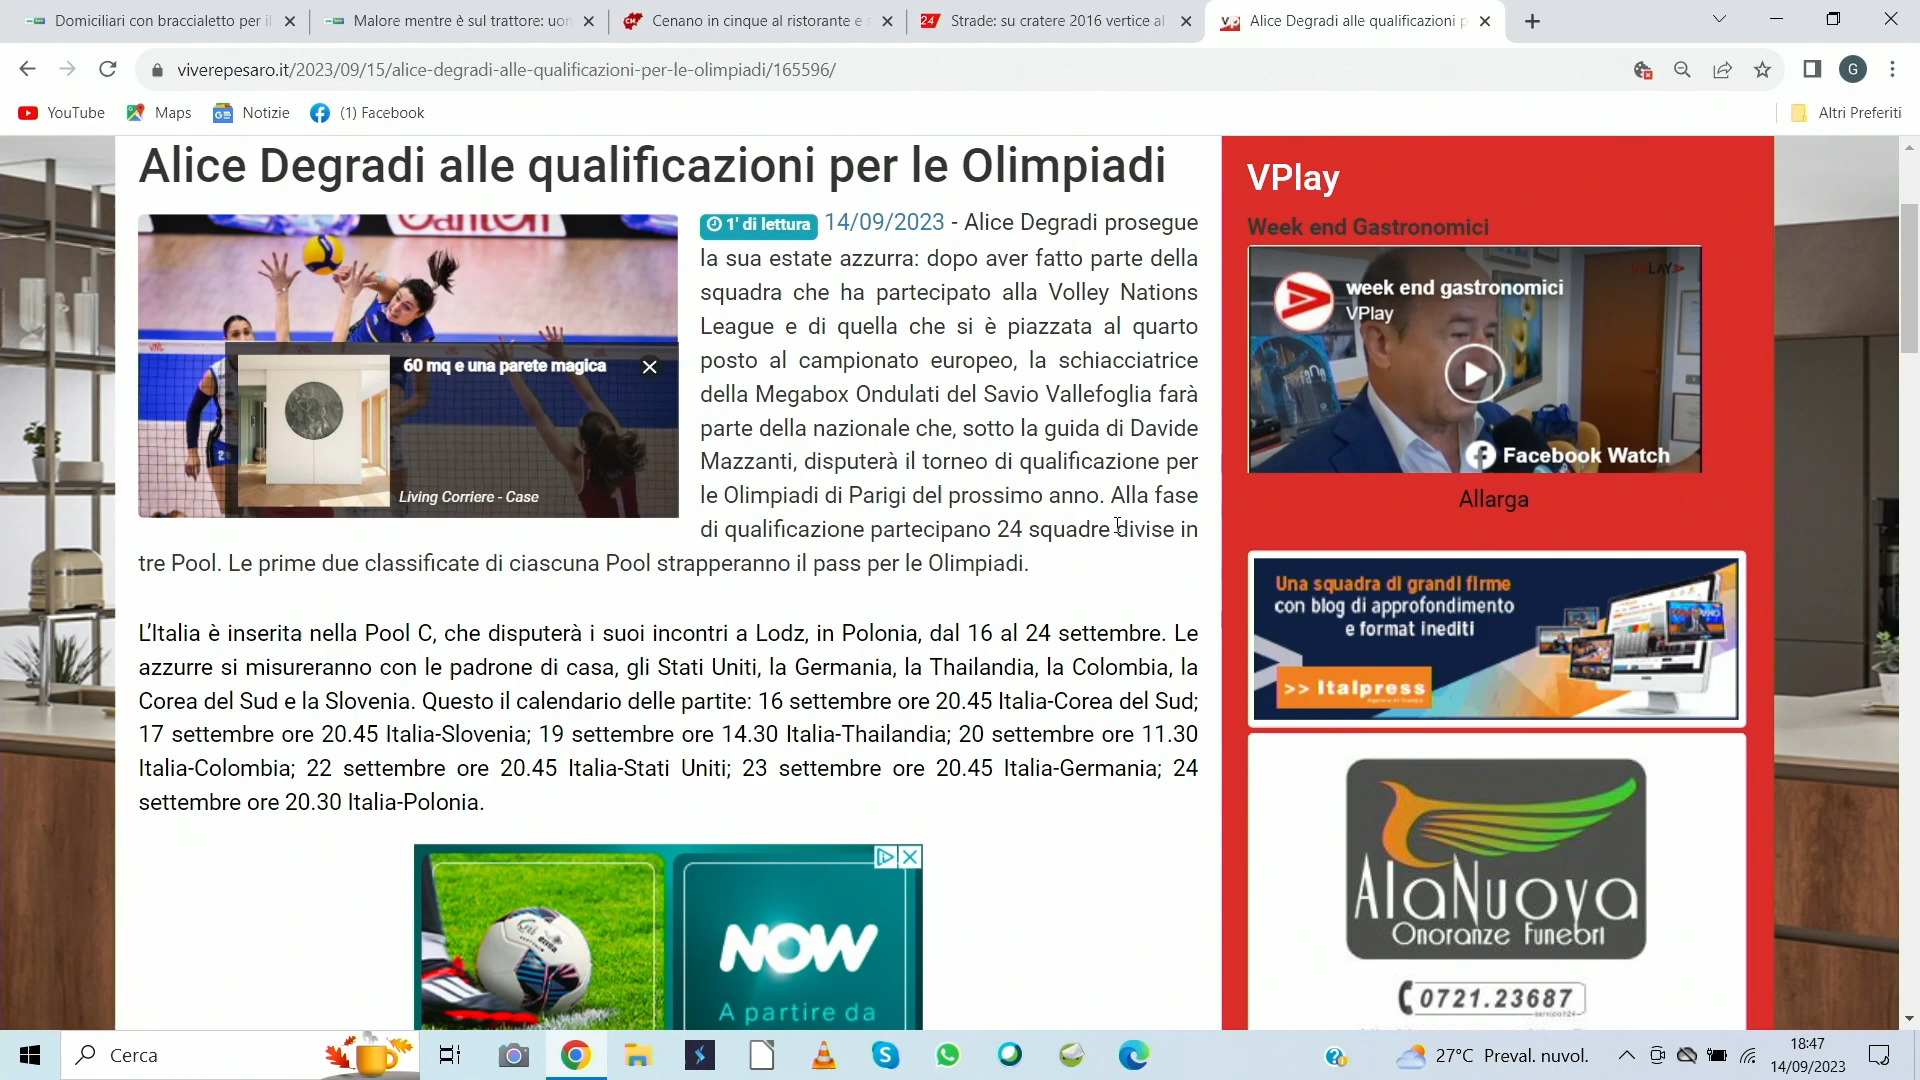 Domiciliari con braccialetto per il
Malore mentre è sul trattore: uom
Cenano in cinque al ristorante e s
24 Strade: su cratere 2016 vertice al
Alice Degradi alle qualificazioni p
viverepesaro.it/2023/09/15/alice-degradi-alle-qualificazioni-per-le-olimpiadi/165596/
G
YouTube
Maps
Notizie
(1) Facebook
Altri Preferiti
Alice Degradi alle qualificazioni per le Olimpiadi
1' di lettura 14/09/2023 - Alice Degradi prosegue
la sua estate azzurra: dopo aver fatto parte della
squadra che ha partecipato alla Volley Nations
League e di quella che si è piazzata al quarto
posto al campionato europeo, la schiacciatrice
della Megabox Ondulati del Savio Vallefoglia farà
parte della nazionale che, sotto la guida di Davide
Mazzanti, disputerà il torneo di qualificazione per
le Olimpiadi di Parigi del prossimo anno. Alla fase
di qualificazione partecipano 24 squadre divise in
tre Pool. Le prime due classificate di ciascuna Pool strapperanno il pass per le Olimpiadi.
60 mq e una parete magica
Living Corriere - Case
L'Italia è inserita nella Pool C, che disputerà i suoi incontri a Lodz, in Polonia, dal 16 al 24 settembre. Le
azzurre si misureranno con le padrone di casa, gli Stati Uniti, la Germania, la Thailandia, la Colombia, la
Corea del Sud e la Slovenia. Questo il calendario delle partite: 16 settembre ore 20.45 Italia-Corea del Sud;
17 settembre ore 20.45 Italia-Slovenia; 19 settembre ore 14.30 Italia-Thailandia; 20 settembre ore 11.30
Italia-Colombia; 22 settembre ore 20.45 Italia-Stati Uniti; 23 settembre ore 20.45 Italia-Germania; 24
settembre ore 20.30 Italia-Polonia.
NOW
A partire da
VPlay
Week end Gastronomici
VPLAY
week end gastronomici
VPlay
Facebook Watch
Allarga
Una squadra di grandi firme
con blog di approfondimento
e format inediti
>> Italpress
AlaNuova
Onoranze Funebri
0721.23687
Cerca
27°C Preval. nuvol.
18:47
14/09/2023